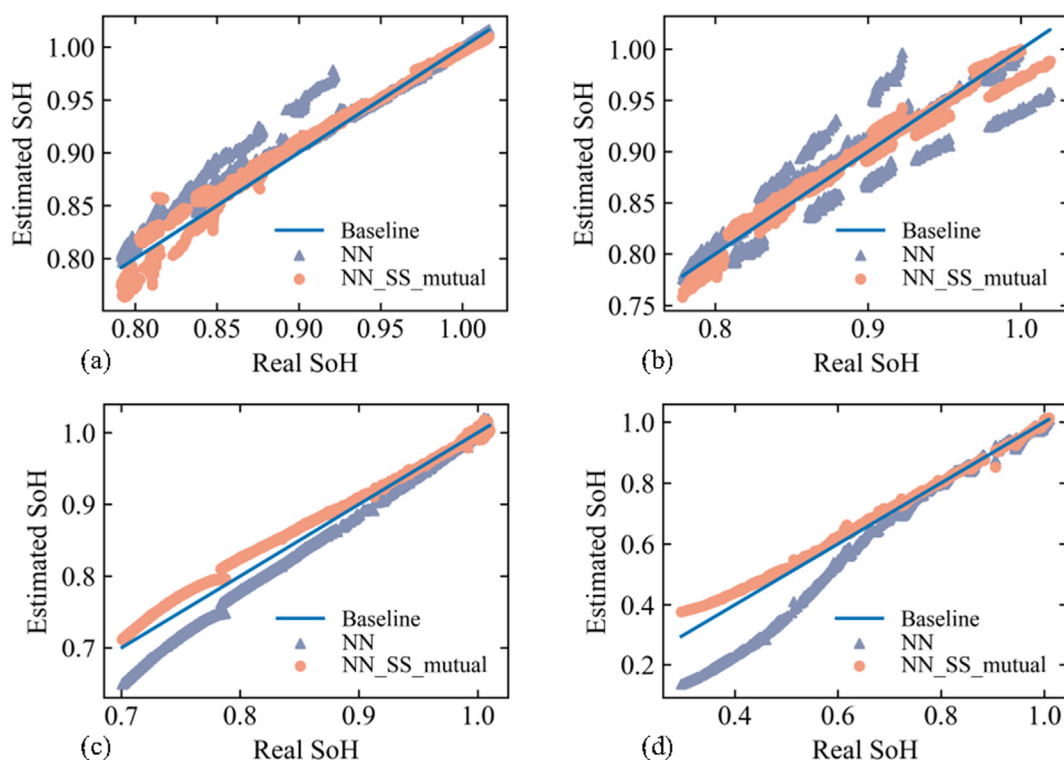 1.00
0.95
0.90
0.85
0.80
Estimated SoH
Baseline
NN
NN_SS_mutual
0.80 0.85 0.90 0.95 1.00
Real SoH
(a)
1.00
0.95
0.90
0.85
0.80
0.75
Estimated SoH
Baseline
NN
NN_SS_mutual
0.8 0.9 1.0
Real SoH
(b)
1.0
0.9
0.8
0.7
Estimated SoH
Baseline
NN
NN_SS_mutual
0.7 0.8 0.9 1.0
Real SoH
(c)
1.0
0.8
0.6
0.4
0.2
Estimated SoH
Baseline
NN
NN_SS_mutual
0.4 0.6 0.8 1.0
Real SoH
(d)